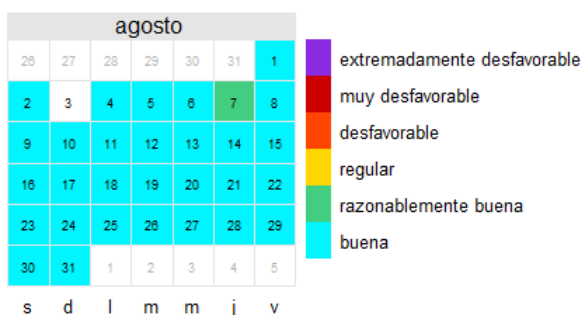 agosto
26 27 28 29 30 31 1
2 3 4 5 6 7 8
9 10 11 12 13 14 15
16 17 18 19 20 21 22
23 24 25 26 27 28 29
30 31 1 2 3 4 5
s d l m m j v
extremadamente desfavorable
muy desfavorable
desfavorable
regular
razonablemente buena
buena